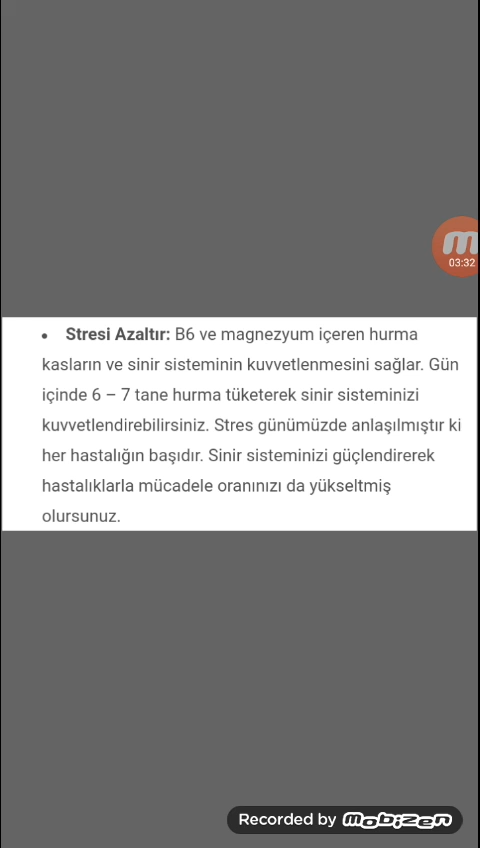 03:32
• Stresi Azaltır: B6 ve magnezyum içeren hurma
kasların ve sinir sisteminin kuvvetlenmesini sağlar. Gün
içinde 6 – 7 tane hurma tüketerek sinir sisteminizi
kuvvetlendirebilirsiniz. Stres günümüzde anlaşılmıştır ki
her hastalığın başıdır. Sinir sisteminizi güçlendirerek
hastalıklarla mücadele oranınızı da yükseltmiş
olursunuz.
Recorded by mobizen